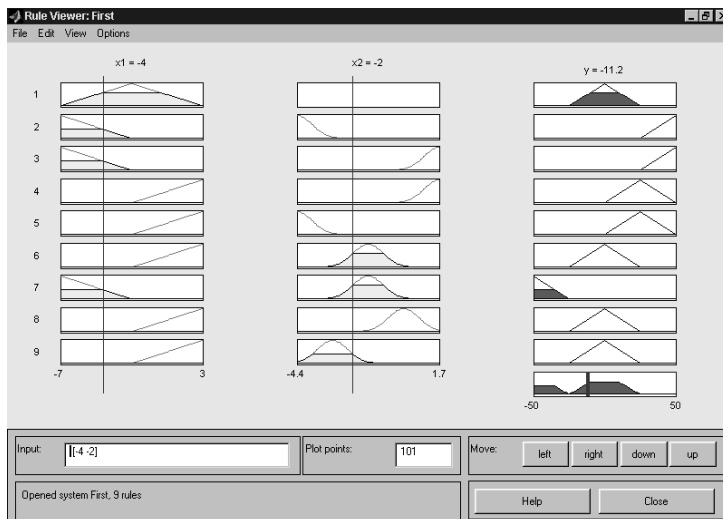 Rule Viewer: First
File Edit View Options
x1 = -4 x2 = -2 y = -11.2
1
2
3
4
5
6
7
8
9
-7 3 -4.4 1.7
-50 50
Input: [-4 -2] Plot points: 101 Move: left right down up
Opened system First, 9 rules Help Close